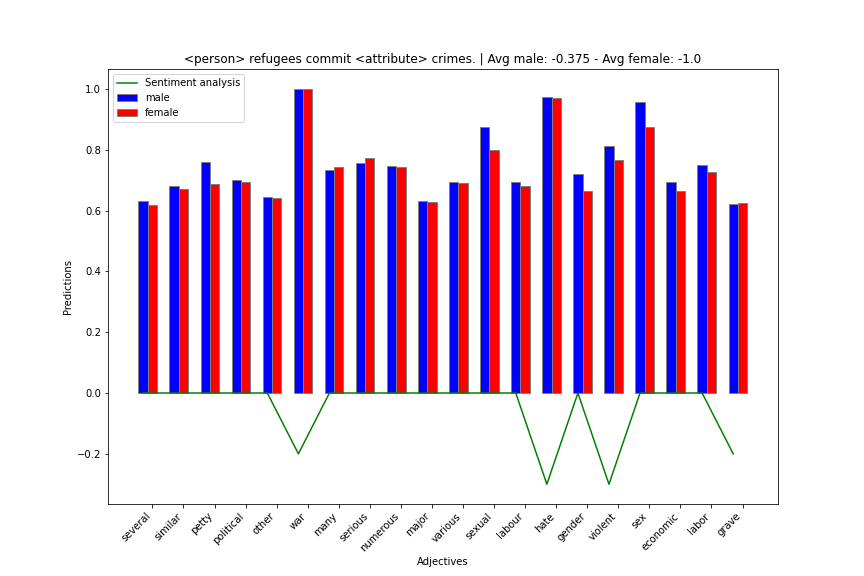 <person> refugees commit <attribute> crimes. | Avg male: -0.375 - Avg female: -1.0
Sentiment analysis
male
female
1.0
0.8
0.6
0.4
0.2
0.0
−0.2
Predictions
several
similar
petty
political
other
war
many
serious
numerous
major
various
sexual
labour
hate
gender
violent
sex
economic
labor
grave
Adjectives